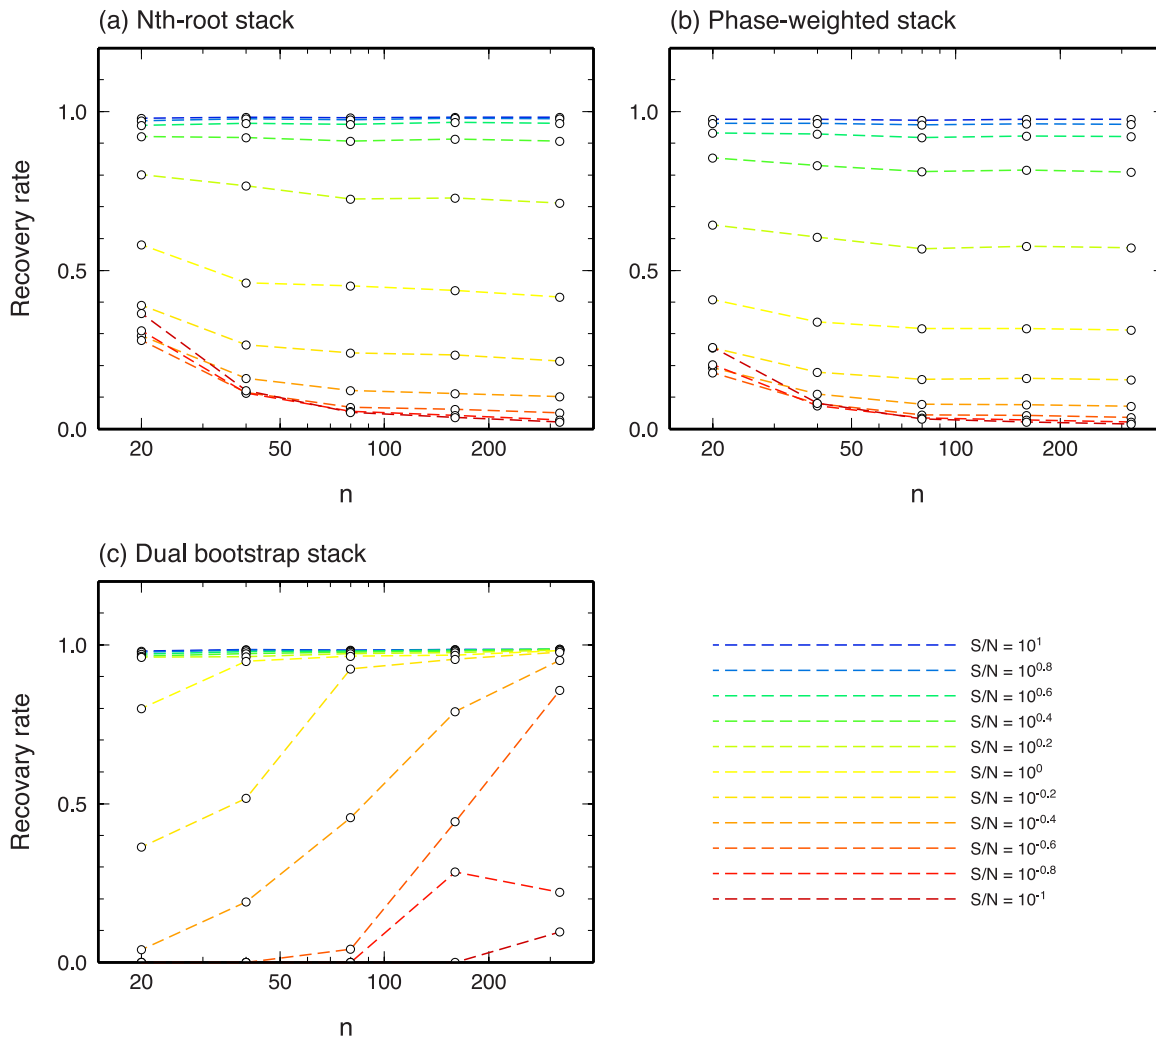 (a) Nth-root stack
(b) Phase-weighted stack
Recovery rate
1.0
0.5
0.0
20
50
100
200
n
Recovery rate
1.0
0.5
0.0
20
50
100
200
n
(c) Dual bootstrap stack
Recovary rate
1.0
0.5
0.0
20
50
100
200
n
S/N = 10^1
S/N = 10^0.8
S/N = 10^0.6
S/N = 10^0.4
S/N = 10^0.2
S/N = 10^0
S/N = 10^-0.2
S/N = 10^-0.4
S/N = 10^-0.6
S/N = 10^-0.8
S/N = 10^-1